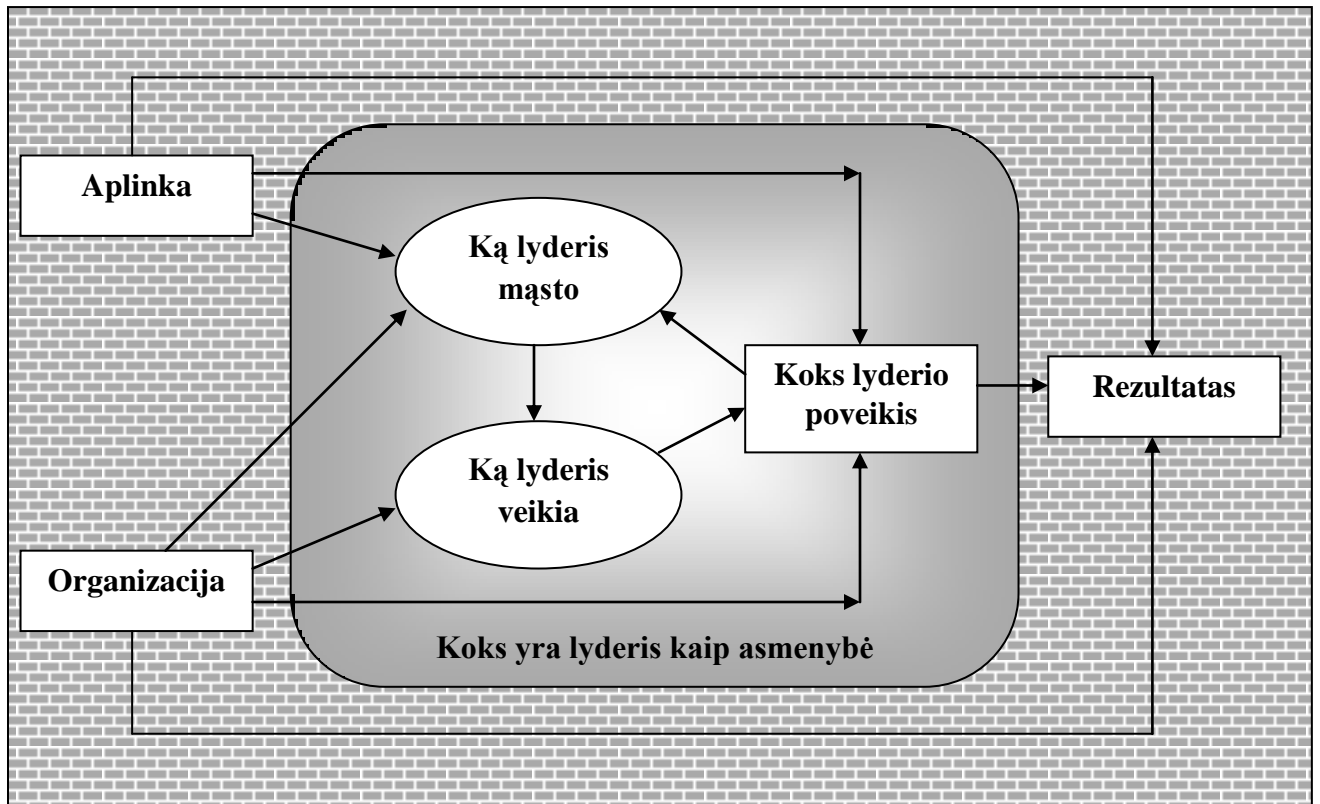 Aplinka
Ką lyderis
mąsto
Koks lyderio
poveikis
Rezultatas
Ką lyderis
veikia
Organizacija
Koks yra lyderis kaip asmenybė